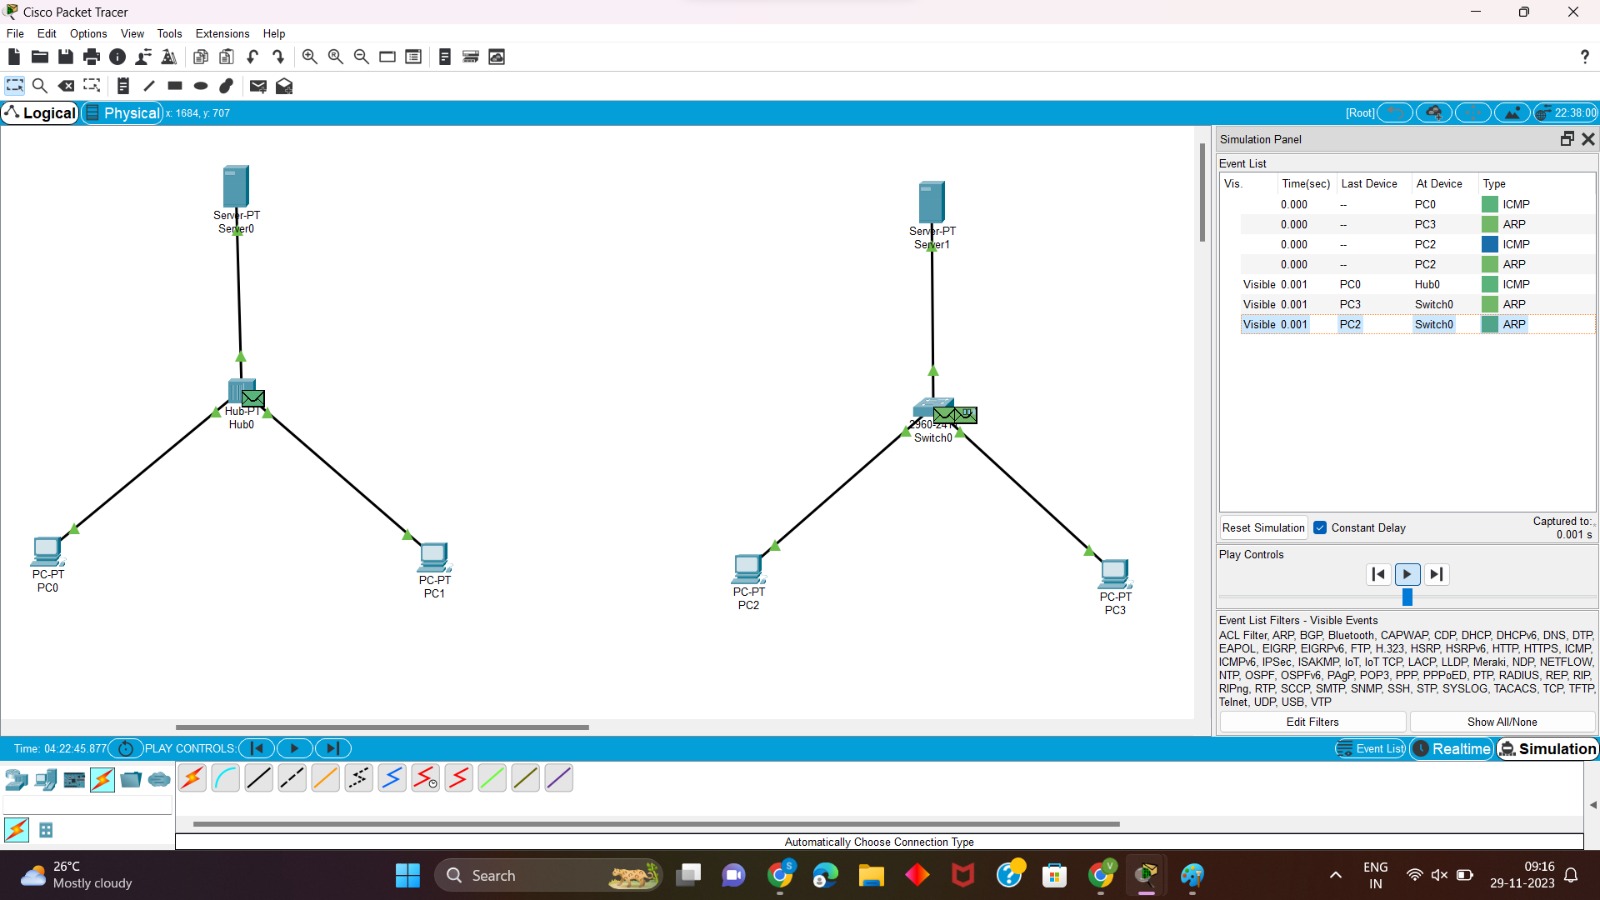 Cisco Packet Tracer
File Edit Options View Tools Extensions Help
Logical Physical x: 1684, y: 707 [Root] 22:38:00
Server-PT
Server0
Hub-PT
Hub0
PC-PT
PC0
PC-PT
PC1
Server-PT
Server1
Switch0
PC-PT
PC2
PC-PT
PC3
Simulation Panel
Event List
Vis. Time(sec) Last Device At Device Type
0.000 -- PC0 ICMP
0.000 -- PC3 ARP
0.000 -- PC2 ICMP
0.000 -- PC2 ARP
Visible 0.001 PC0 Hub0 ICMP
Visible 0.001 PC3 Switch0 ARP
Visible 0.001 PC2 Switch0 ARP
Reset Simulation Constant Delay Captured to:
0.001 s
Play Controls
Event List Filters - Visible Events
ACL Filter, ARP, BGP, Bluetooth, CAPWAP, CDP, DHCP, DHCPv6, DNS, DTP,
EAPOL, EIGRP, EIGRPv6, FTP, H.323, HSRP, HSRPv6, HTTP, HTTPS, ICMP,
ICMPv6, IPSec, ISAKMP, IoT, IoT TCP, LACP, LLDP, Meraki, NDP, NETFLOW,
NTP, OSPF, OSPFv6, PAgP, POP3, PPP, PPPoED, PTP, RADIUS, REP, RIP,
RIPng, RTP, SCCP, SMTP, SNMP, SSH, STP, SYSLOG, TACACS, TCP, TFTP,
Telnet, UDP, USB, VTP
Edit Filters Show All/None
Time: 04:22:45.877 PLAY CONTROLS: Event List Realtime Simulation
Automatically Choose Connection Type
26°C
Mostly cloudy
Search
ENG
IN
09:16
29-11-2023